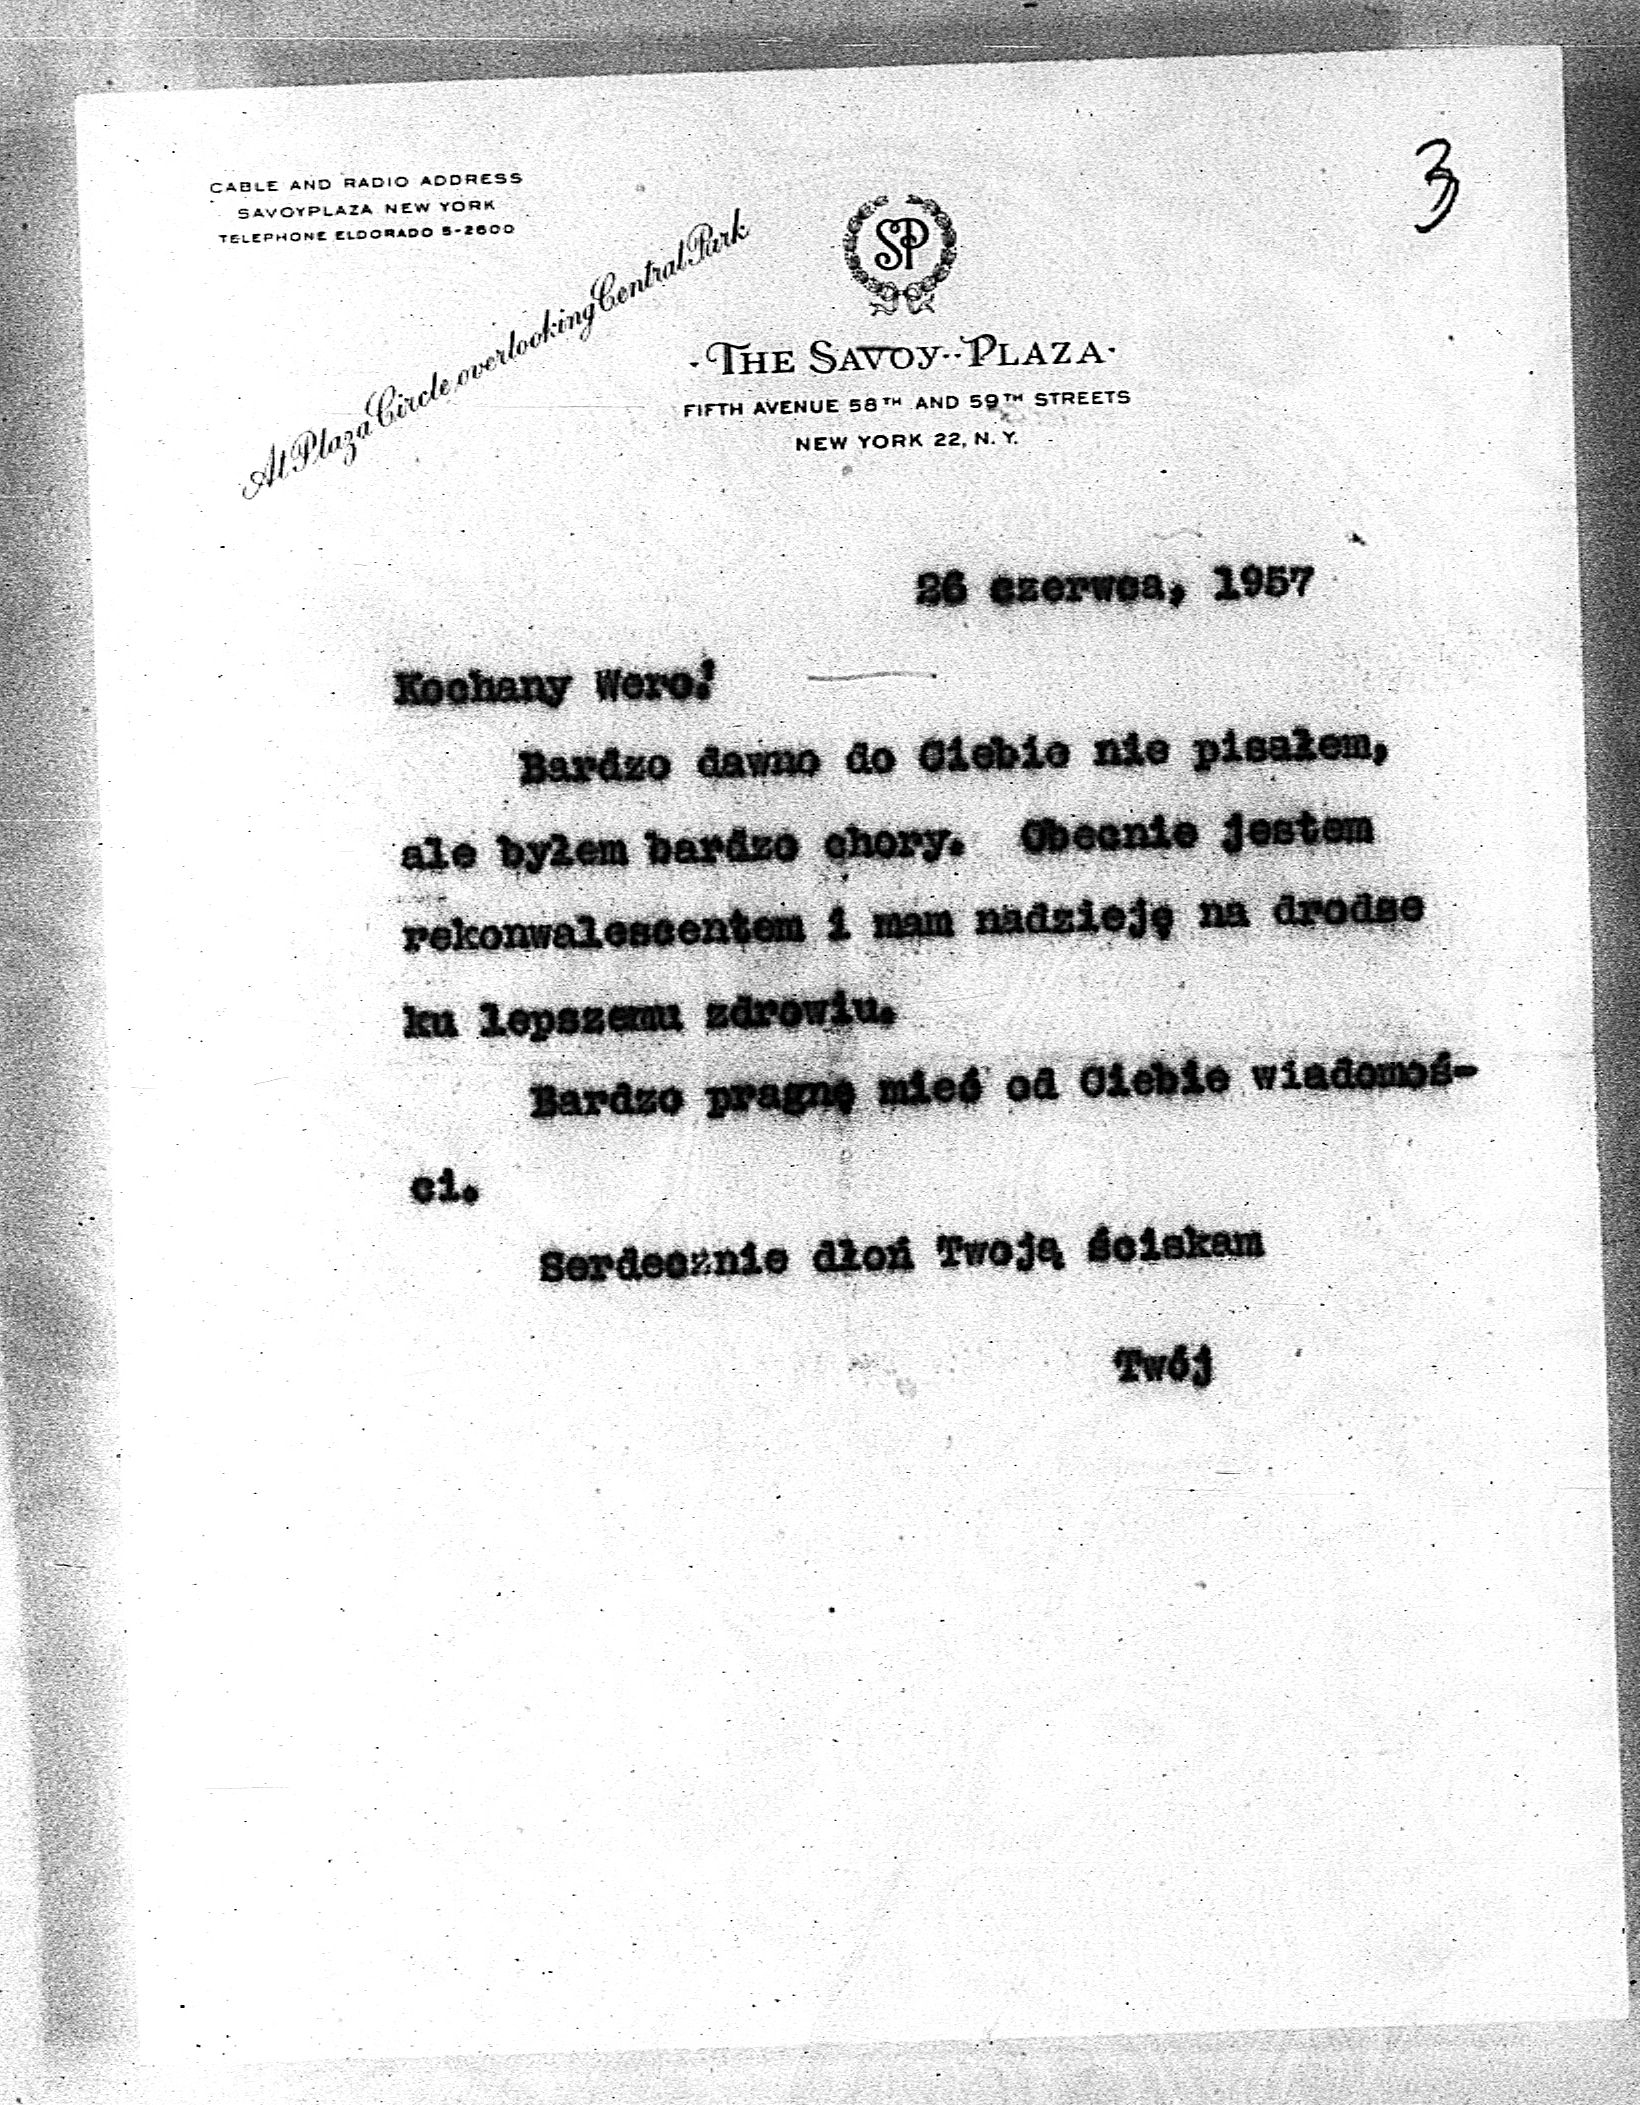 CABLE AND RADIO ADDRESS
SAVOYPLAZA NEW YORK
TELEPHONE ELDORADO 5-2600
At Plaza Circle overlooking Central Park
SP
·THE SAVOY··PLAZA·
FIFTH AVENUE 58TH AND 59TH STREETS
NEW YORK 22, N.Y.
26 czerwca, 1957
Kochany Wero!
Bardzo dawno do Ciebie nie pisałem,
ale byłem bardzo chory. Obecnie jestem
rekonwalescentem i mam nadzieję na drodze
ku lepszemu zdrowiu.
Bardzo pragnę mieć od Ciebie wiadomoś-
ci.
Serdecznie dłoń Twoją ściskam
Twój